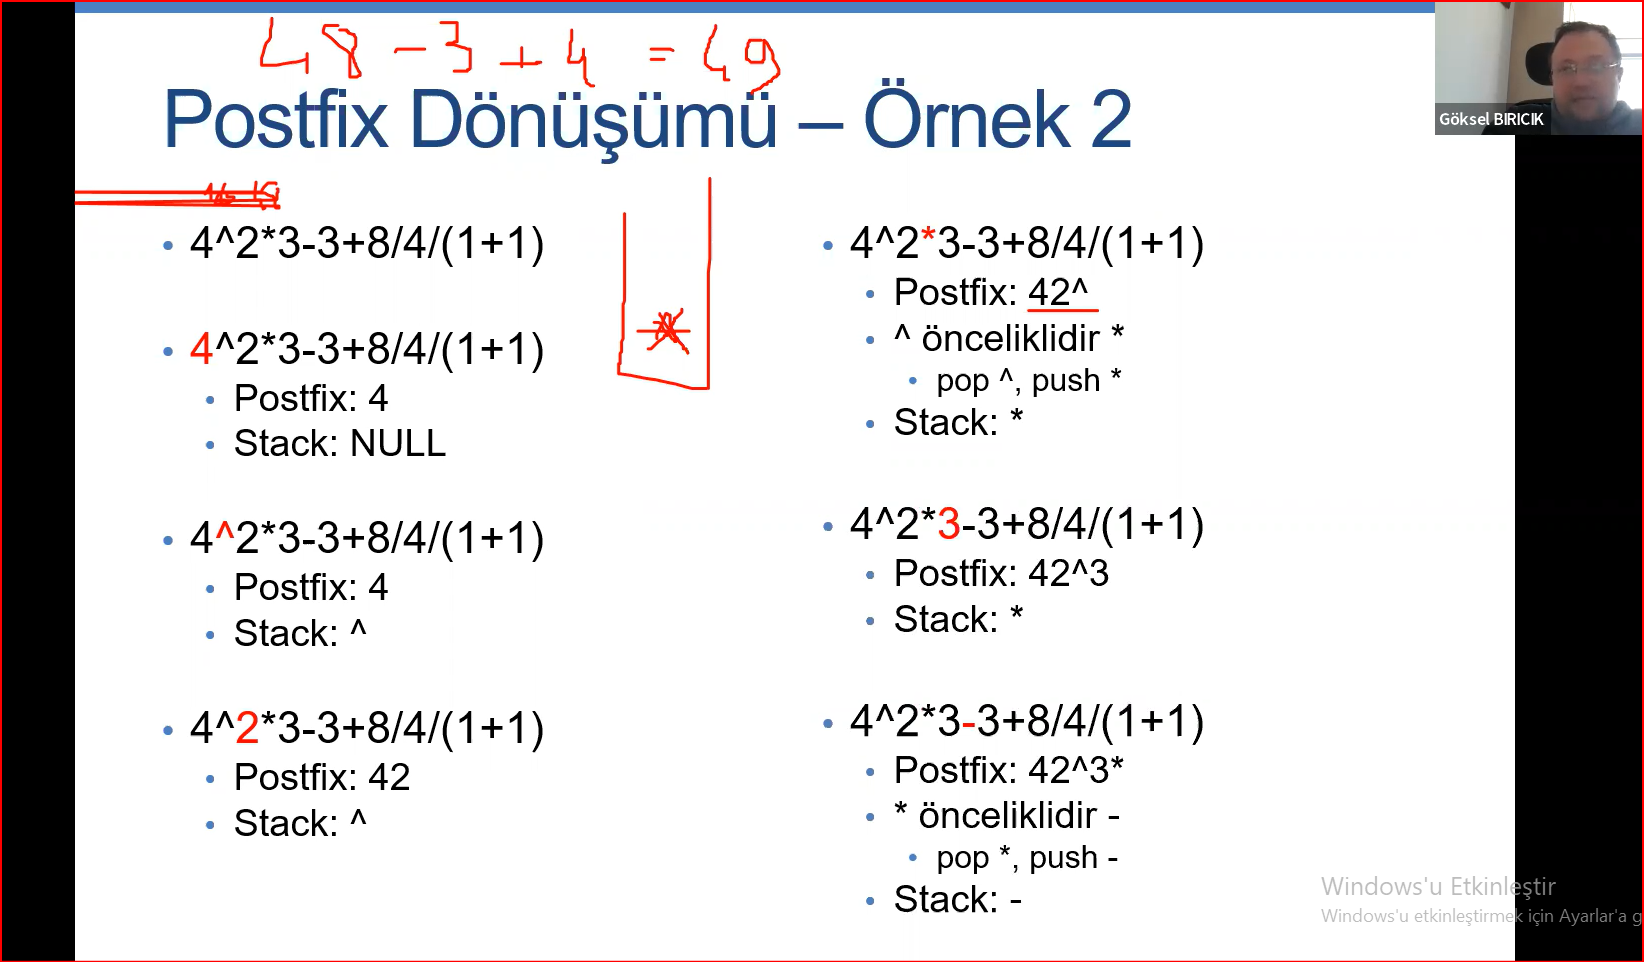 48 - 3 + 4 = 49
Postfix Dönüşümü – Örnek 2
Göksel BIRICIK
4^2*3-3+8/4/(1+1)
4^2*3-3+8/4/(1+1)
Postfix: 4
Stack: NULL
4^2*3-3+8/4/(1+1)
Postfix: 4
Stack: ^
4^2*3-3+8/4/(1+1)
Postfix: 42
Stack: ^
4^2*3-3+8/4/(1+1)
Postfix: 42^
^ önceliklidir *
pop ^, push *
Stack: *
4^2*3-3+8/4/(1+1)
Postfix: 42^3
Stack: *
4^2*3-3+8/4/(1+1)
Postfix: 42^3*
* önceliklidir -
pop *, push -
Stack: -
Windows'u Etkinleştir
Windows'u etkinleştirmek için Ayarlar'a g